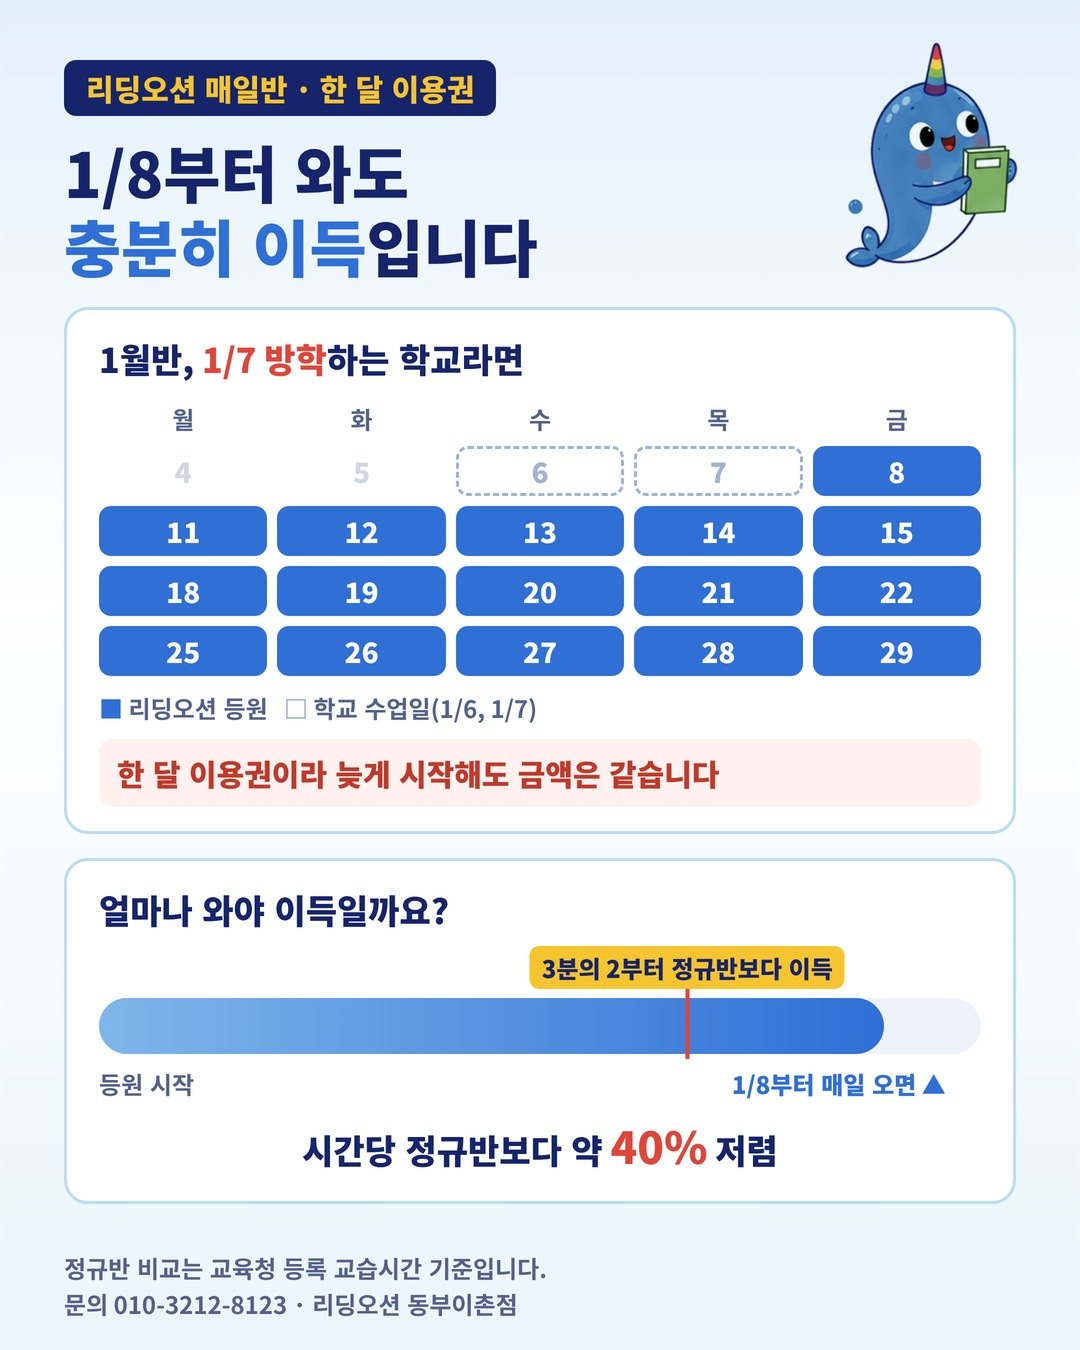 리딩오션 매일반 · 한 달 이용권
1/8부터 와도
충분히 이득입니다
1월반, 1/7 방학하는 학교라면
월 화 수 목 금
4 5 6 7 8
11 12 13 14 15
18 19 20 21 22
25 26 27 28 29
■ 리딩오션 등원 □ 학교 수업일(1/6, 1/7)
한 달 이용권이라 늦게 시작해도 금액은 같습니다
얼마나 와야 이득일까요?
3분의 2부터 정규반보다 이득
등원 시작 1/8부터 매일 오면 ▲
시간당 정규반보다 약 40% 저렴
정규반 비교는 교육청 등록 교습시간 기준입니다.
문의 010-3212-8123 · 리딩오션 동부이촌점